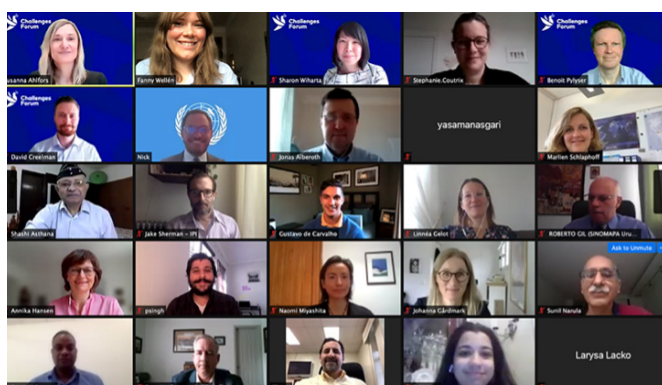 Challenges
Forum
Challenges
Forum
Challenges
Forum
usanna Ahlfors
Fanny Wellén
Sharon Wiharta
Stephanie.Coutrix
Benoit Pylyser
Challenges
Forum
yasamanasgari
David Creelman
Nick
Jonas Alberoth
Marlien Schlaphoff
Shashi Asthana
Jake Sherman - IPI
Gustavo de Carvalho
Linnéa Gelot
ROBERTO GIL (SINOMAPA Uru...
Ask to Unmute
Annika Hansen
psingh
Naomi Miyashita
Johanna Gårdmark
Sunil Narula
Larysa Lacko